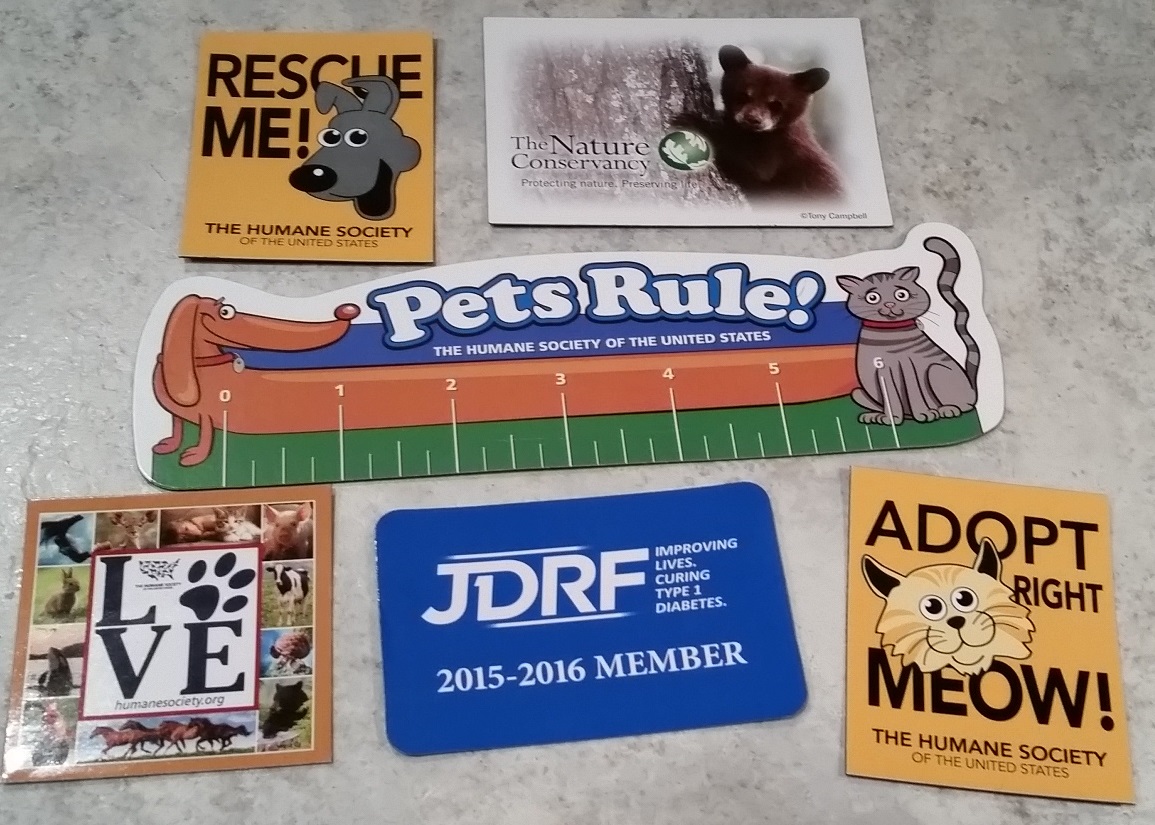 RESCUE
ME!
THE HUMANE SOCIETY
OF THE UNITED STATES
The Nature
Conservancy
Protecting nature. Preserving life.
©Tony Campbell
Pets Rule!
THE HUMANE SOCIETY OF THE UNITED STATES
0 1 2 3 4 5 6
L
VE
humanesociety.org
JDRF
IMPROVING
LIVES.
CURING
TYPE 1
DIABETES.
2015-2016 MEMBER
ADOPT
RIGHT
MEOW!
THE HUMANE SOCIETY
OF THE UNITED STATES